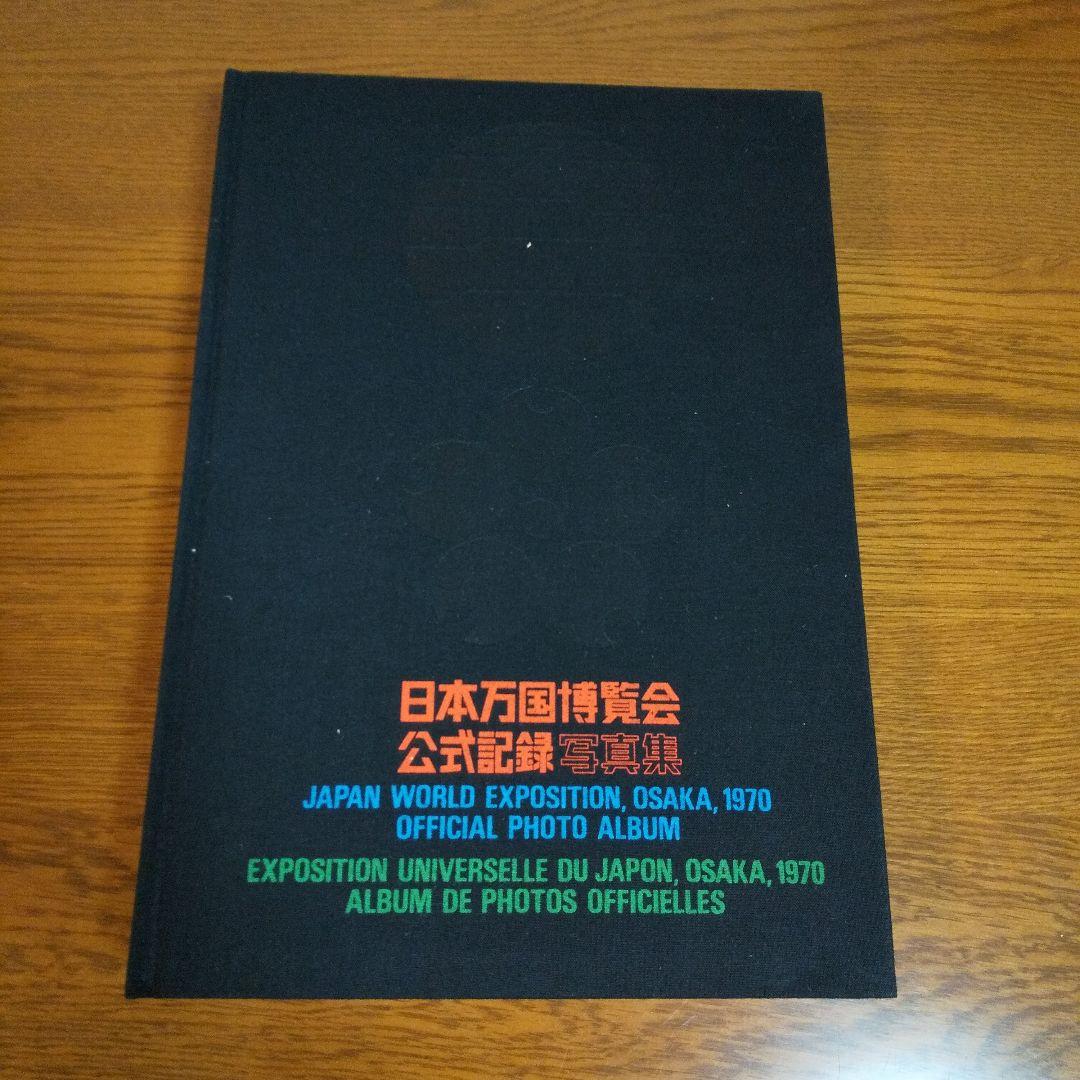 日本万国博覧会
公式記録写真集
JAPAN WORLD EXPOSITION, OSAKA, 1970
OFFICIAL PHOTO ALBUM
EXPOSITION UNIVERSELLE DU JAPON, OSAKA, 1970
ALBUM DE PHOTOS OFFICIELLES